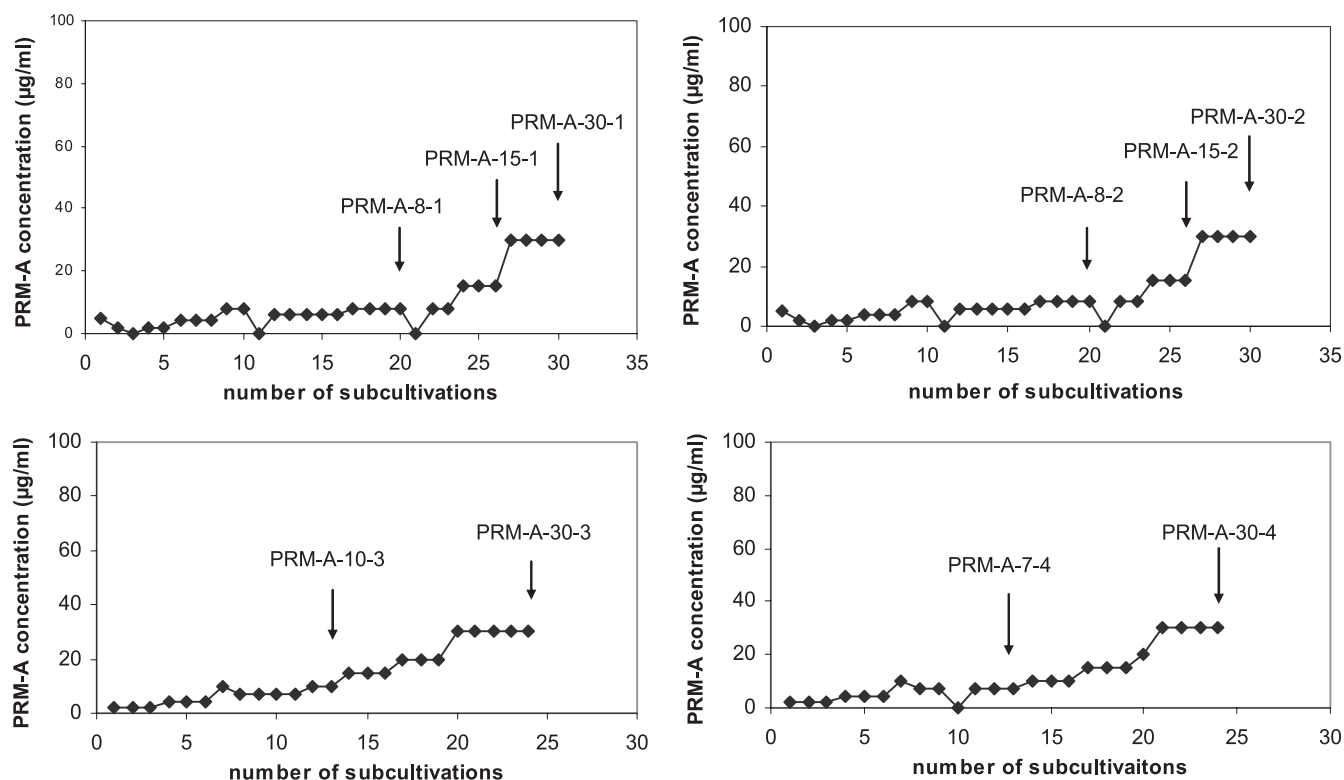 PRM-A concentration (µg/ml)
100
80
60
40
20
0
PRM-A-30-1
PRM-A-15-1
PRM-A-8-1
0 5 10 15 20 25 30 35
number of subcultivations
PRM-A concentration (µg/ml)
100
80
60
40
20
0
PRM-A-30-2
PRM-A-15-2
PRM-A-8-2
0 5 10 15 20 25 30 35
number of subcultivations
PRM-A concentration (µg/ml)
100
80
60
40
20
0
PRM-A-30-3
PRM-A-10-3
0 5 10 15 20 25 30
number of subcultivations
PRM-A concentration (µg/ml)
100
80
60
40
20
0
PRM-A-30-4
PRM-A-7-4
0 5 10 15 20 25 30
number of subcultivaitons